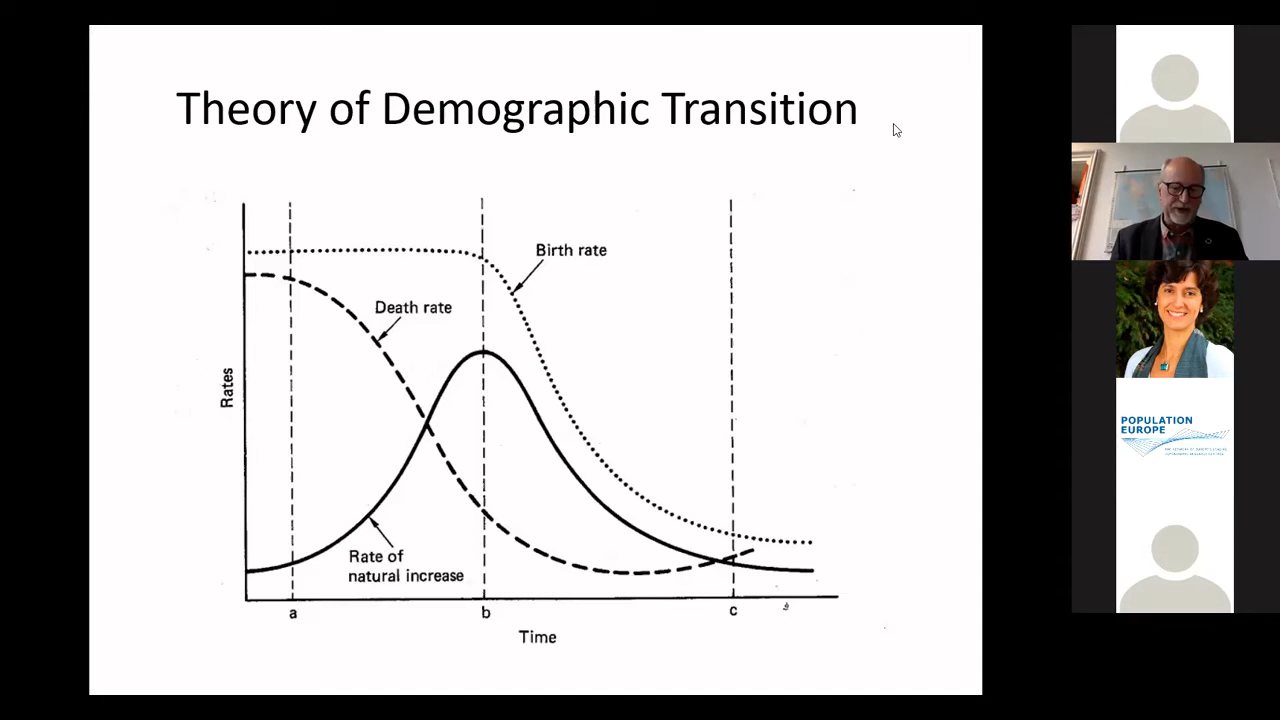 Theory of Demographic Transition
Birth rate
Death rate
Rates
Rate of
natural increase
a
b
c
Time
POPULATION
EUROPE